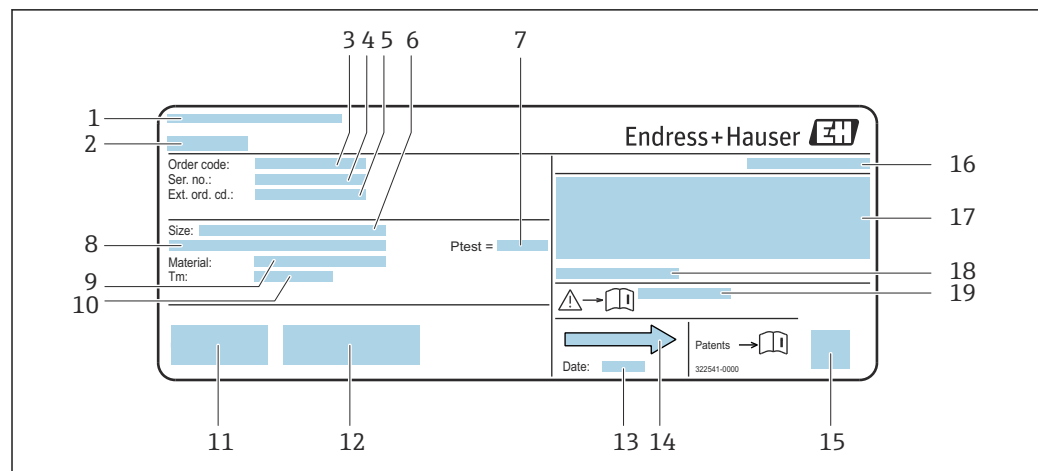 3 4 5 6 7
1
2
Endress+Hauser EH
Order code:
16
Ser. no.:
Ext. ord. cd.:
17
Size:
8
Ptest =
Material:
18
9
Tm:
19
10
Patents
Date:
322541-0000
11 12 13 14 15